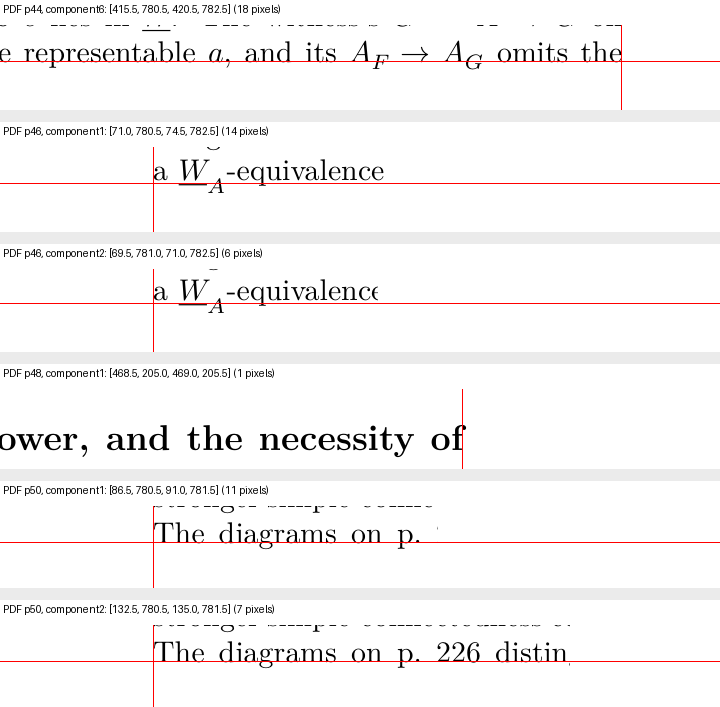 PDF p44, component6: [415.5, 780.5, 420.5, 782.5] (18 pixels)
e representable a, and its A_F → A_G omits the
PDF p46, component1: [71.0, 780.5, 74.5, 782.5] (14 pixels)
a W_A-equivalence
PDF p46, component2: [69.5, 781.0, 71.0, 782.5] (6 pixels)
a W_A-equivalence
PDF p48, component1: [468.5, 205.0, 469.0, 205.5] (1 pixels)
ower, and the necessity of
PDF p50, component1: [86.5, 780.5, 91.0, 781.5] (11 pixels)
The diagrams on p.
PDF p50, component2: [132.5, 780.5, 135.0, 781.5] (7 pixels)
The diagrams on p. 226 distin